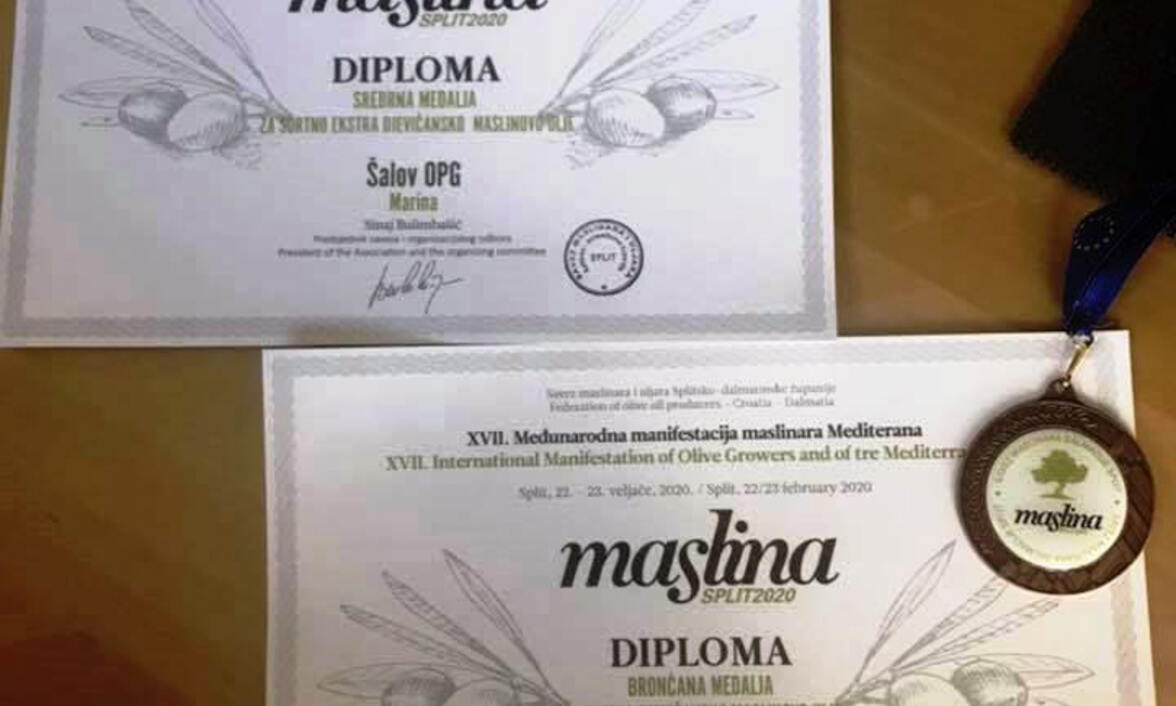 maslina
SPLIT2020
DIPLOMA
SREBRNA MEDALJA
ZA SORTNO EKSTRA DJEVIČANSKO MASLINOVO ULJE
Šalov OPG
Marina
Predsjednik saveza i organizacijskog odbora
President of the Association and the organizing committee
SPLIT
Savez maslinara i uljara Splitsko-dalmatinske županije
Federation of olive oil producers - Croatia - Dalmatia
XVII. Međunarodna manifestacija maslinara Mediterana
XVII. International Manifestation of Olive Growers and of tre Mediterra
Split, 22. - 23. veljače, 2020. / Split, 22/23 february 2020
maslina
SPLIT2020
DIPLOMA
BRONČANA MEDALJA
maslina